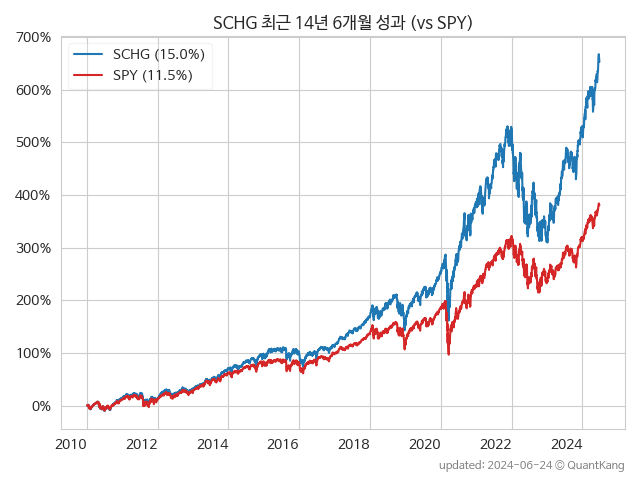 SCHG 최근 14년 6개월 성과 (vs SPY)
SCHG (15.0%)
SPY (11.5%)
700%
600%
500%
400%
300%
200%
100%
0%
2010 2012 2014 2016 2018 2020 2022 2024
updated: 2024-06-24 © QuantKang